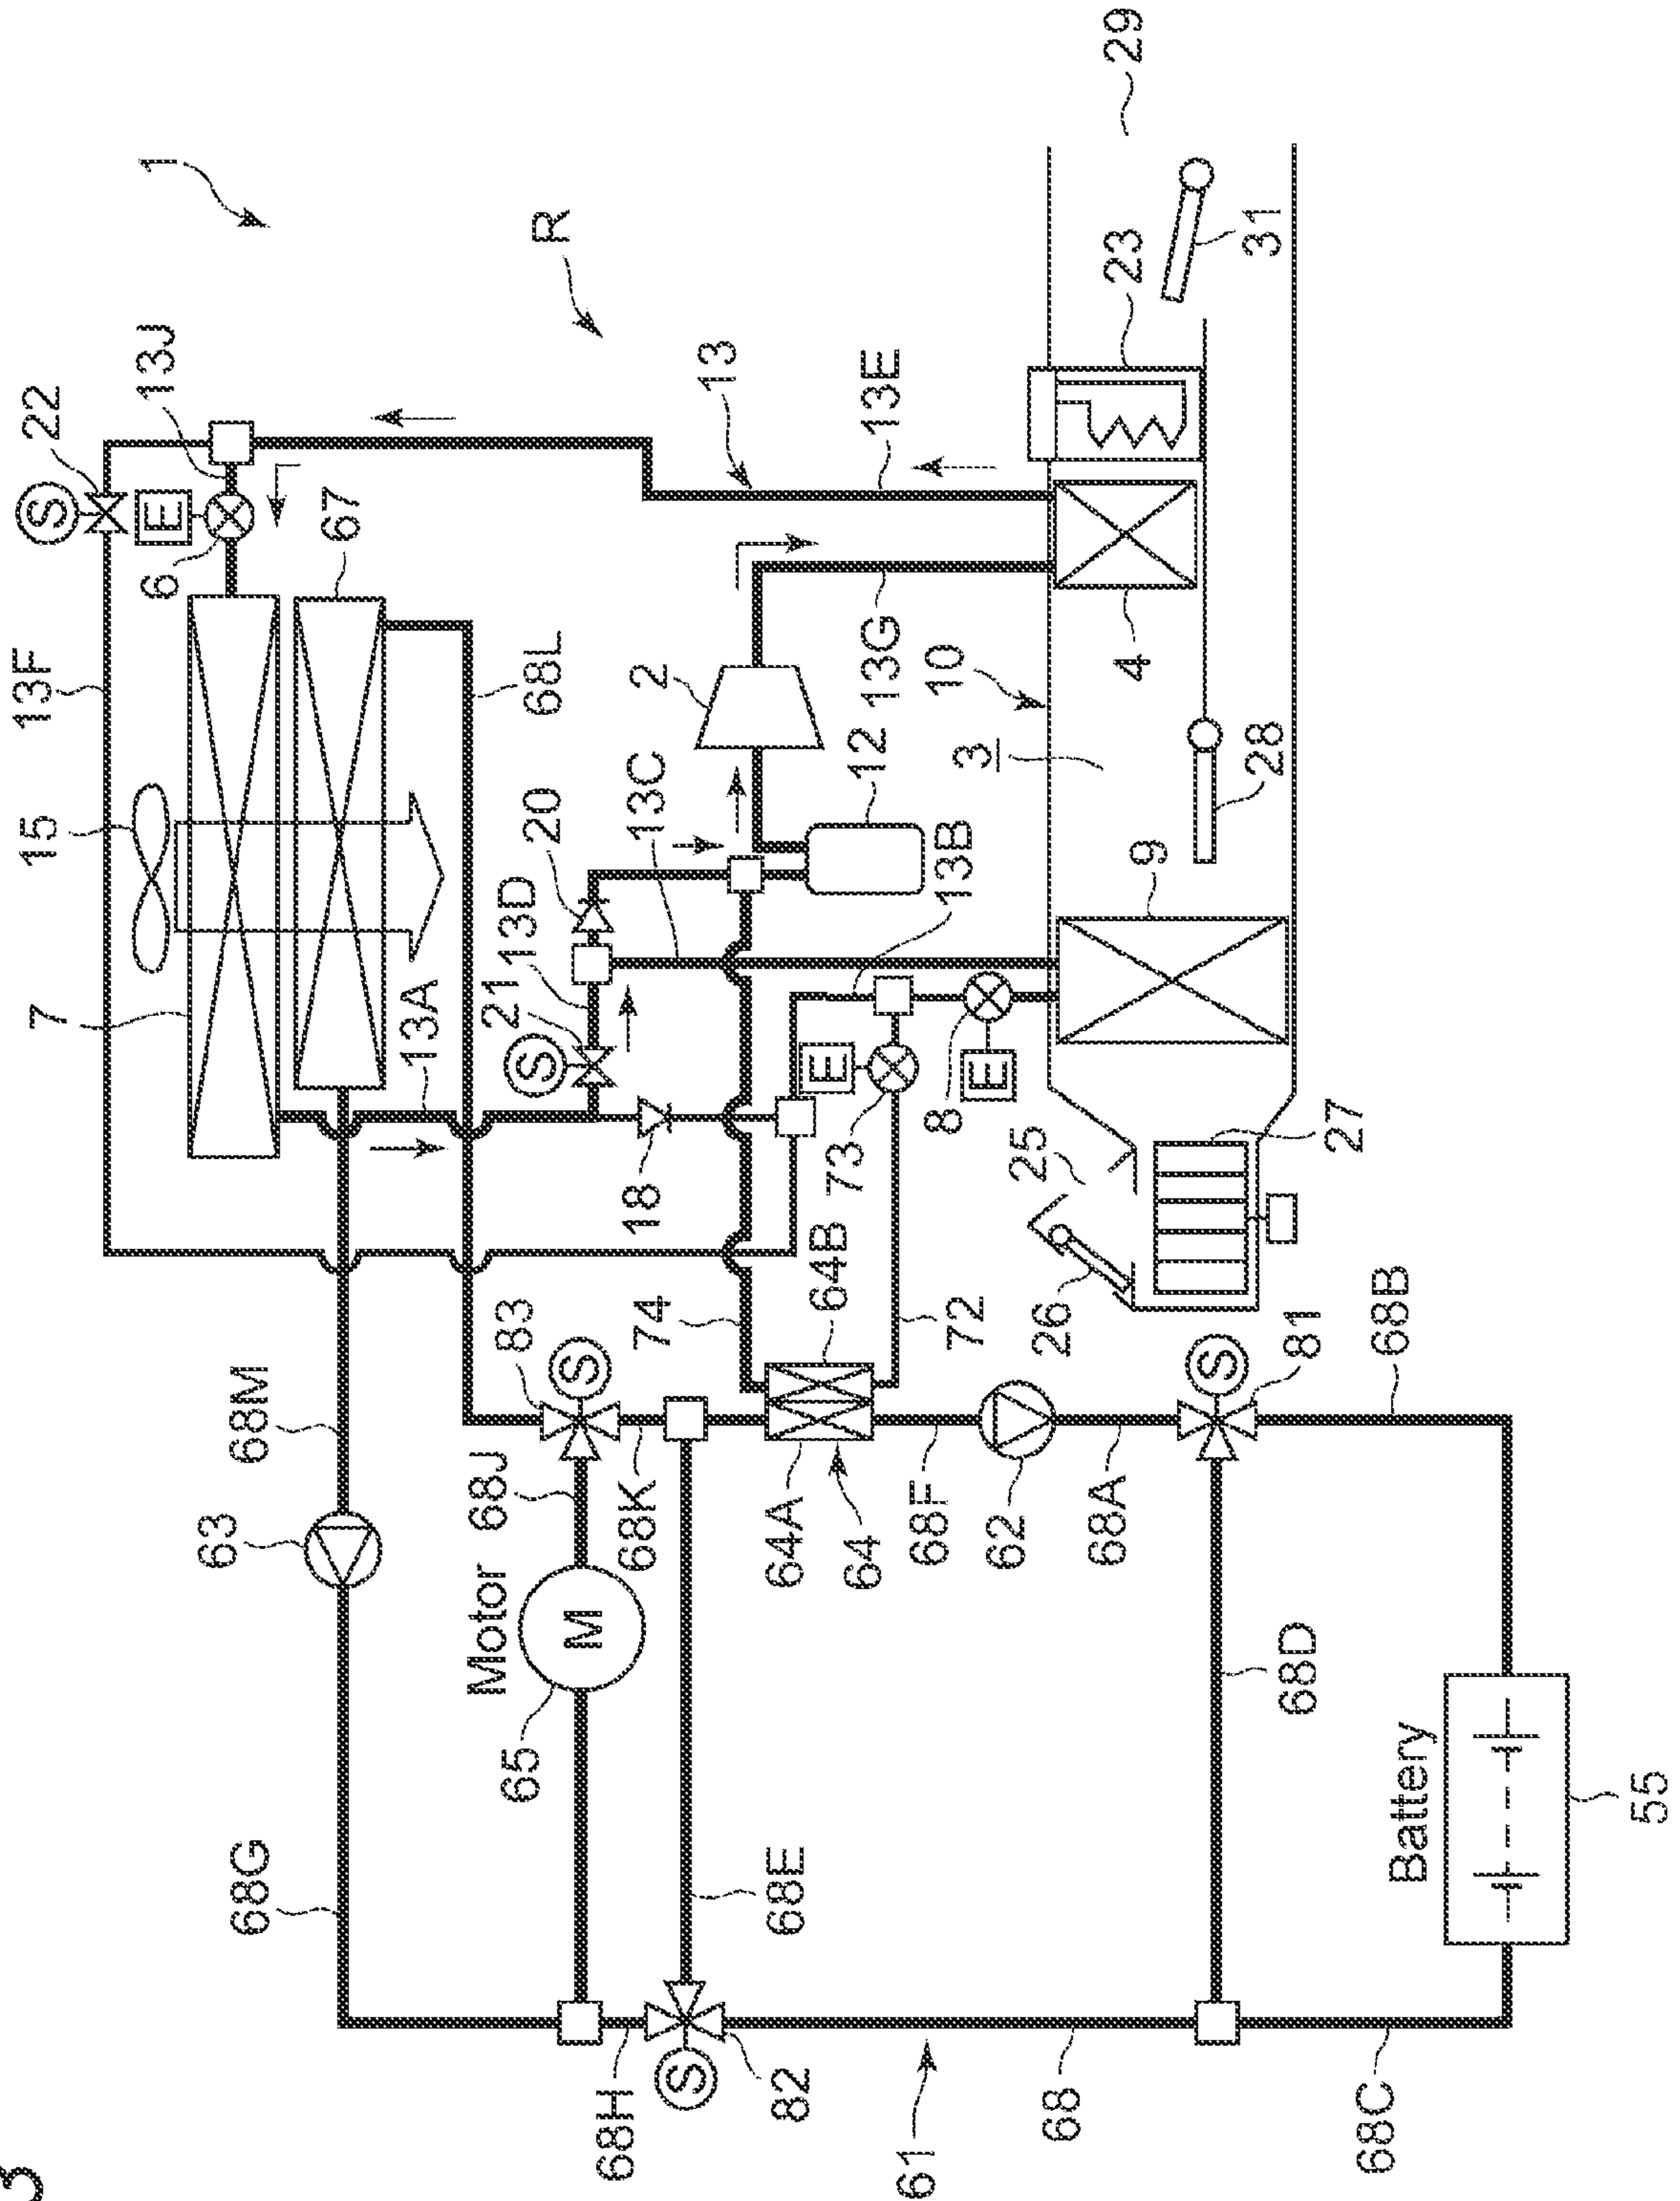 3
1
R
22
13J
S
E
6
67
13F
15
7
13A
68L
13
13E
2
13G
10
3
4
23
31
29
12
13C
20
13D
21
S
13B
9
28
18
E
73
8
E
25
26
27
64B
74
72
83
S
68M
63
68J
68K
Motor
M
65
64A
64
68F
62
68A
S
81
68B
68G
68E
68D
68H
S
82
61
68
68C
Battery
55